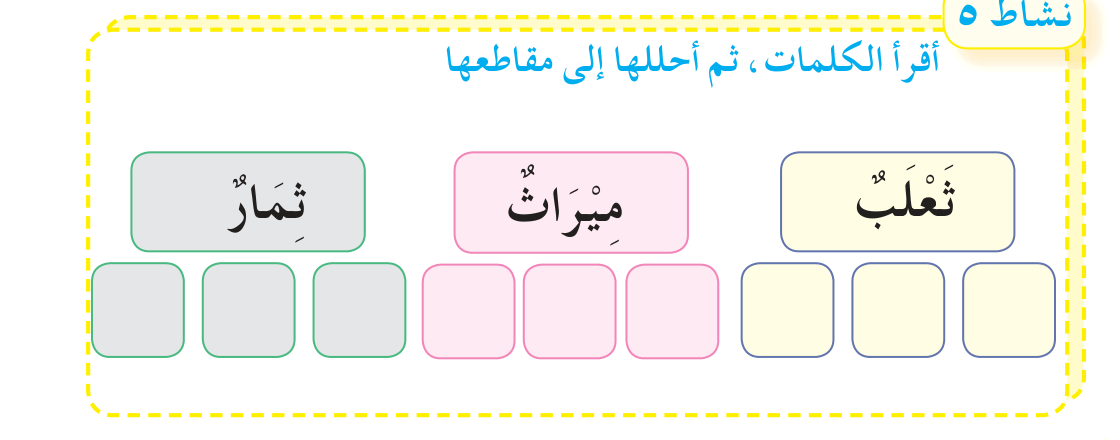 نشاط ٥
أقرأ الكلمات، ثم أحللها إلى مقاطعها
ثَعْلَبٌ مِيْرَاثٌ ثِمَارٌ